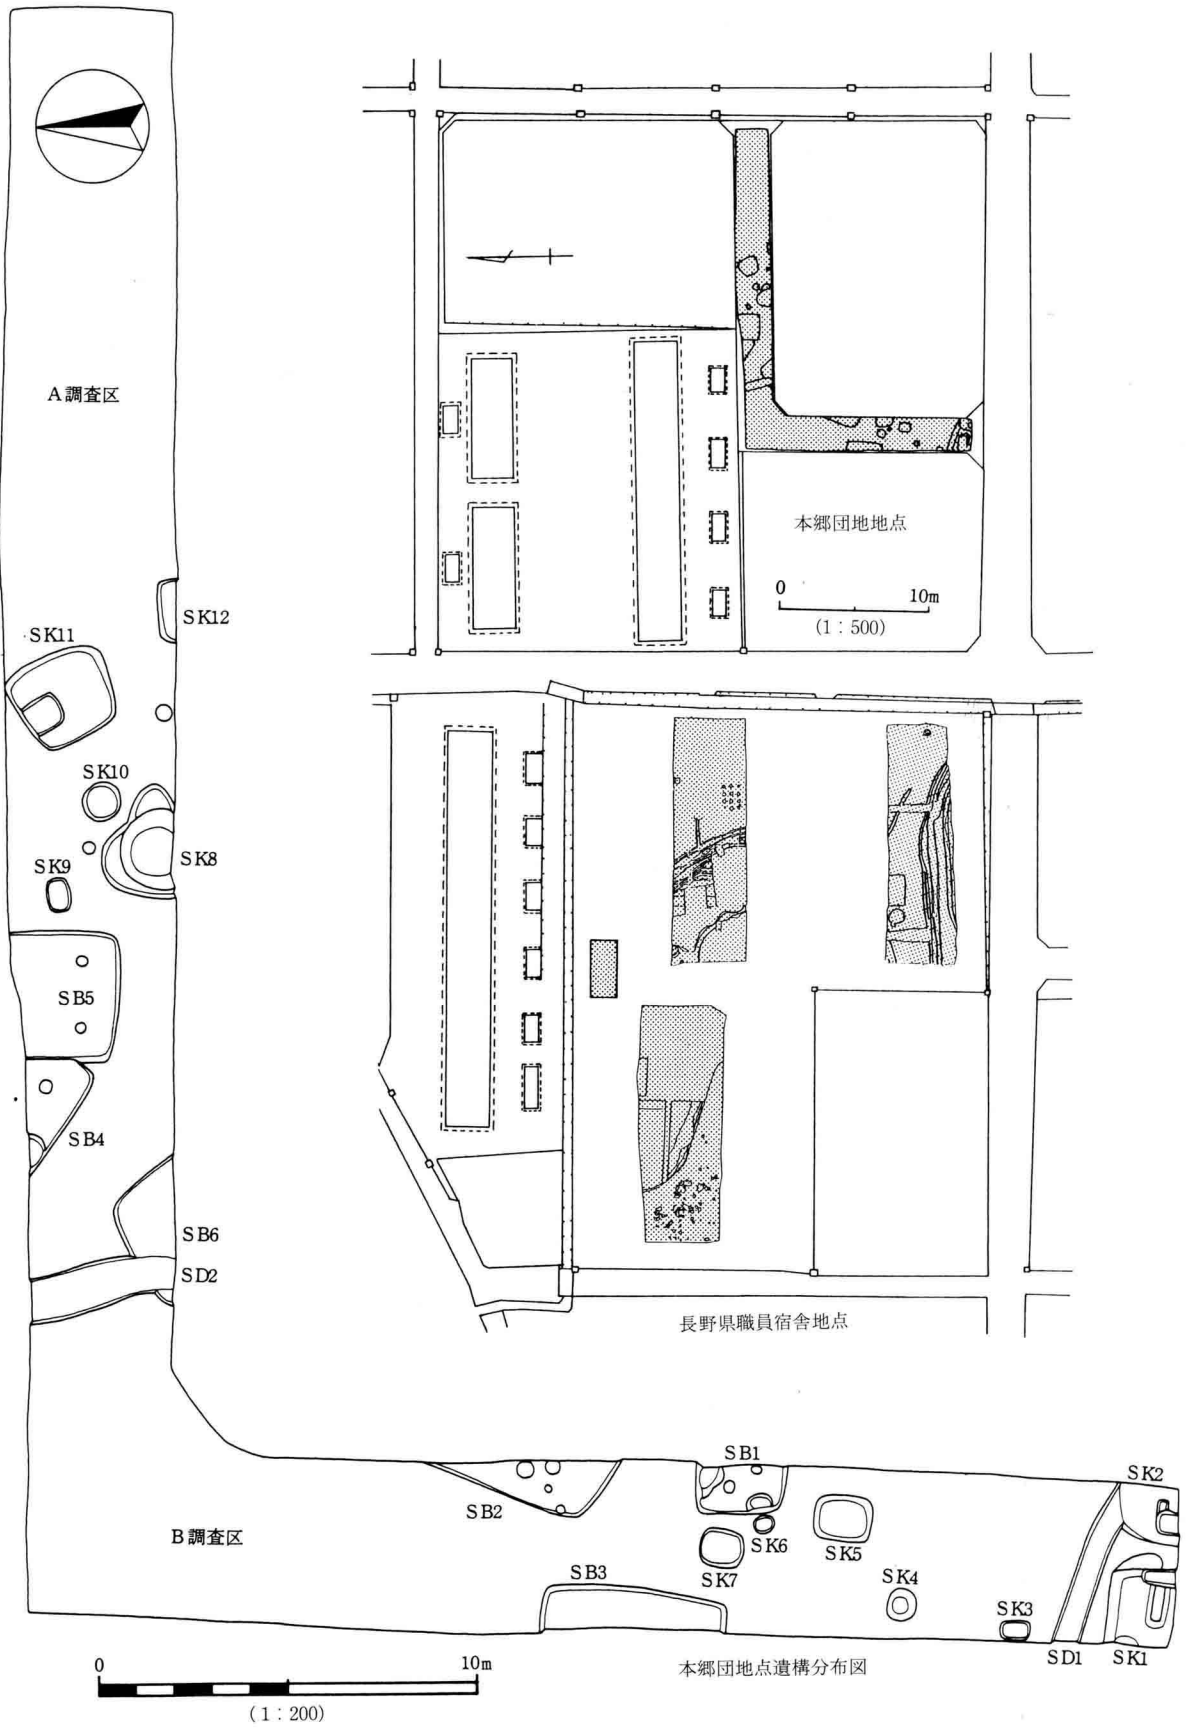 A調査区
SK12
SK11
SK10
SK8
SK9
SB5
SB4
SB6
SD2
本郷団地地点
0 10m
(1：500)
長野県職員宿舎地点
SB1
SK2
SB2
B調査区
SK6
SK5
SK7
SB3
SK4
SK3
SD1
SK1
0 10m
(1：200)
本郷団地点遺構分布図